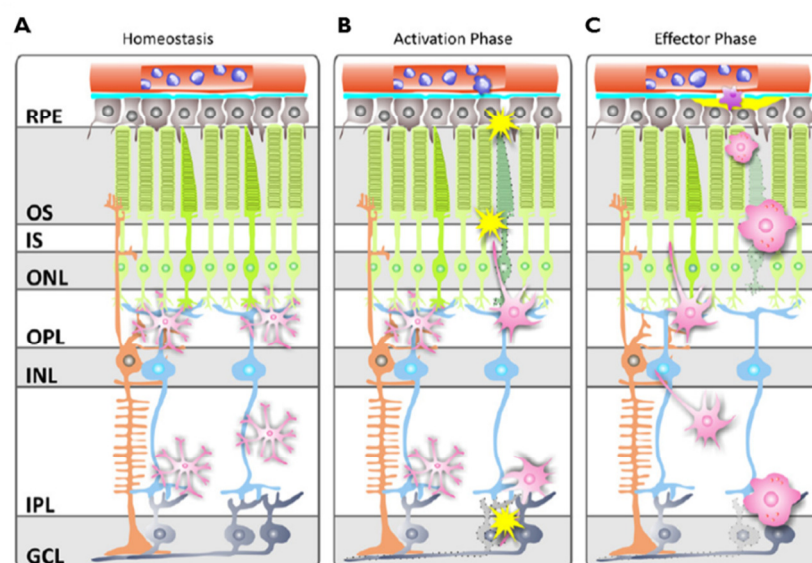 A
Homeostasis
B
Activation Phase
C
Effector Phase
RPE
OS
IS
ONL
OPL
INL
IPL
GCL